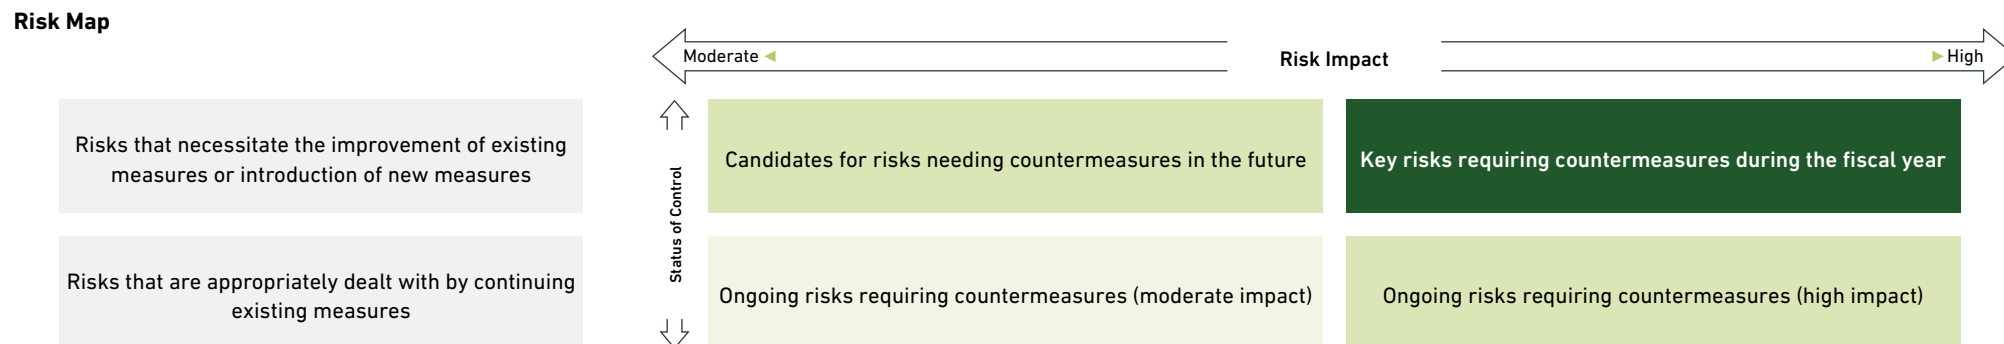 Risk Map
Moderate ◄
Risk Impact
► High
Risks that necessitate the improvement of existing
measures or introduction of new measures
Status of Control
Candidates for risks needing countermeasures in the future
Key risks requiring countermeasures during the fiscal year
Risks that are appropriately dealt with by continuing
existing measures
Ongoing risks requiring countermeasures (moderate impact)
Ongoing risks requiring countermeasures (high impact)